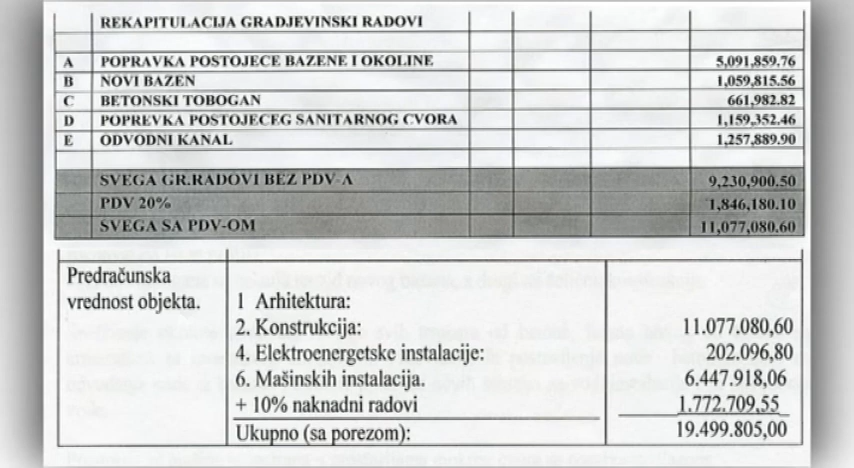 REKAPITULACIJA GRADJEVINSKI RADOVI
A POPRAVKA POSTOJECE BAZENE I OKOLINE 5,091,859.76
B NOVI BAZEN 1,059,815.56
C BETONSKI TOBOGAN 661,982.82
D POPREVKA POSTOJECEG SANITARNOG CVORA 1,159,352.46
E ODVODNI KANAL 1,257,889.90
SVEGA GR.RADOVI BEZ PDV-A 9,230,900.50
PDV 20% 1,846,180.10
SVEGA SA PDV-OM 11,077,080.60
Predračunska
vrednost objekta.
1 Arhitektura:
2. Konstrukcija: 11.077.080,60
4. Elektroenergetske instalacije: 202.096,80
6. Mašinskih instalacija. 6.447.918,06
+ 10% naknadni radovi 1.772.709,55
Ukupno (sa porezom): 19.499.805,00